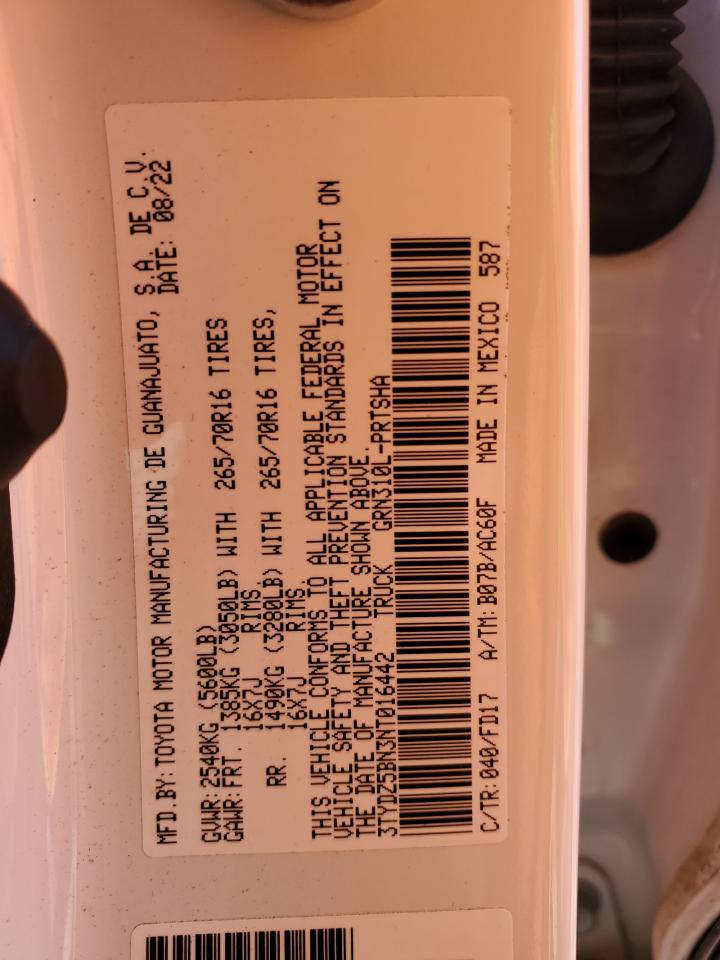 MFD. BY: TOYOTA MOTOR MANUFACTURING DE GUANAJUATO, S.A. DE C.V.
DATE: 08/22
GVWR: 2540KG (5600LB)
GAWR: FRT. 1385KG (3050LB) WITH 265/70R16 TIRES
16X7J RIMS
RR. 1490KG (3280LB) WITH 265/70R16 TIRES,
16X7J RIMS,
THIS VEHICLE CONFORMS TO ALL APPLICABLE FEDERAL MOTOR
VEHICLE SAFETY AND THEFT PREVENTION STANDARDS IN EFFECT ON
THE DATE OF MANUFACTURE SHOWN ABOVE.
3TYDZ5BN3NT016442 TRUCK GRN310L-PRTSHA
C/TR: 040/FD17 A/TM: B07B/AC60F MADE IN MEXICO 587